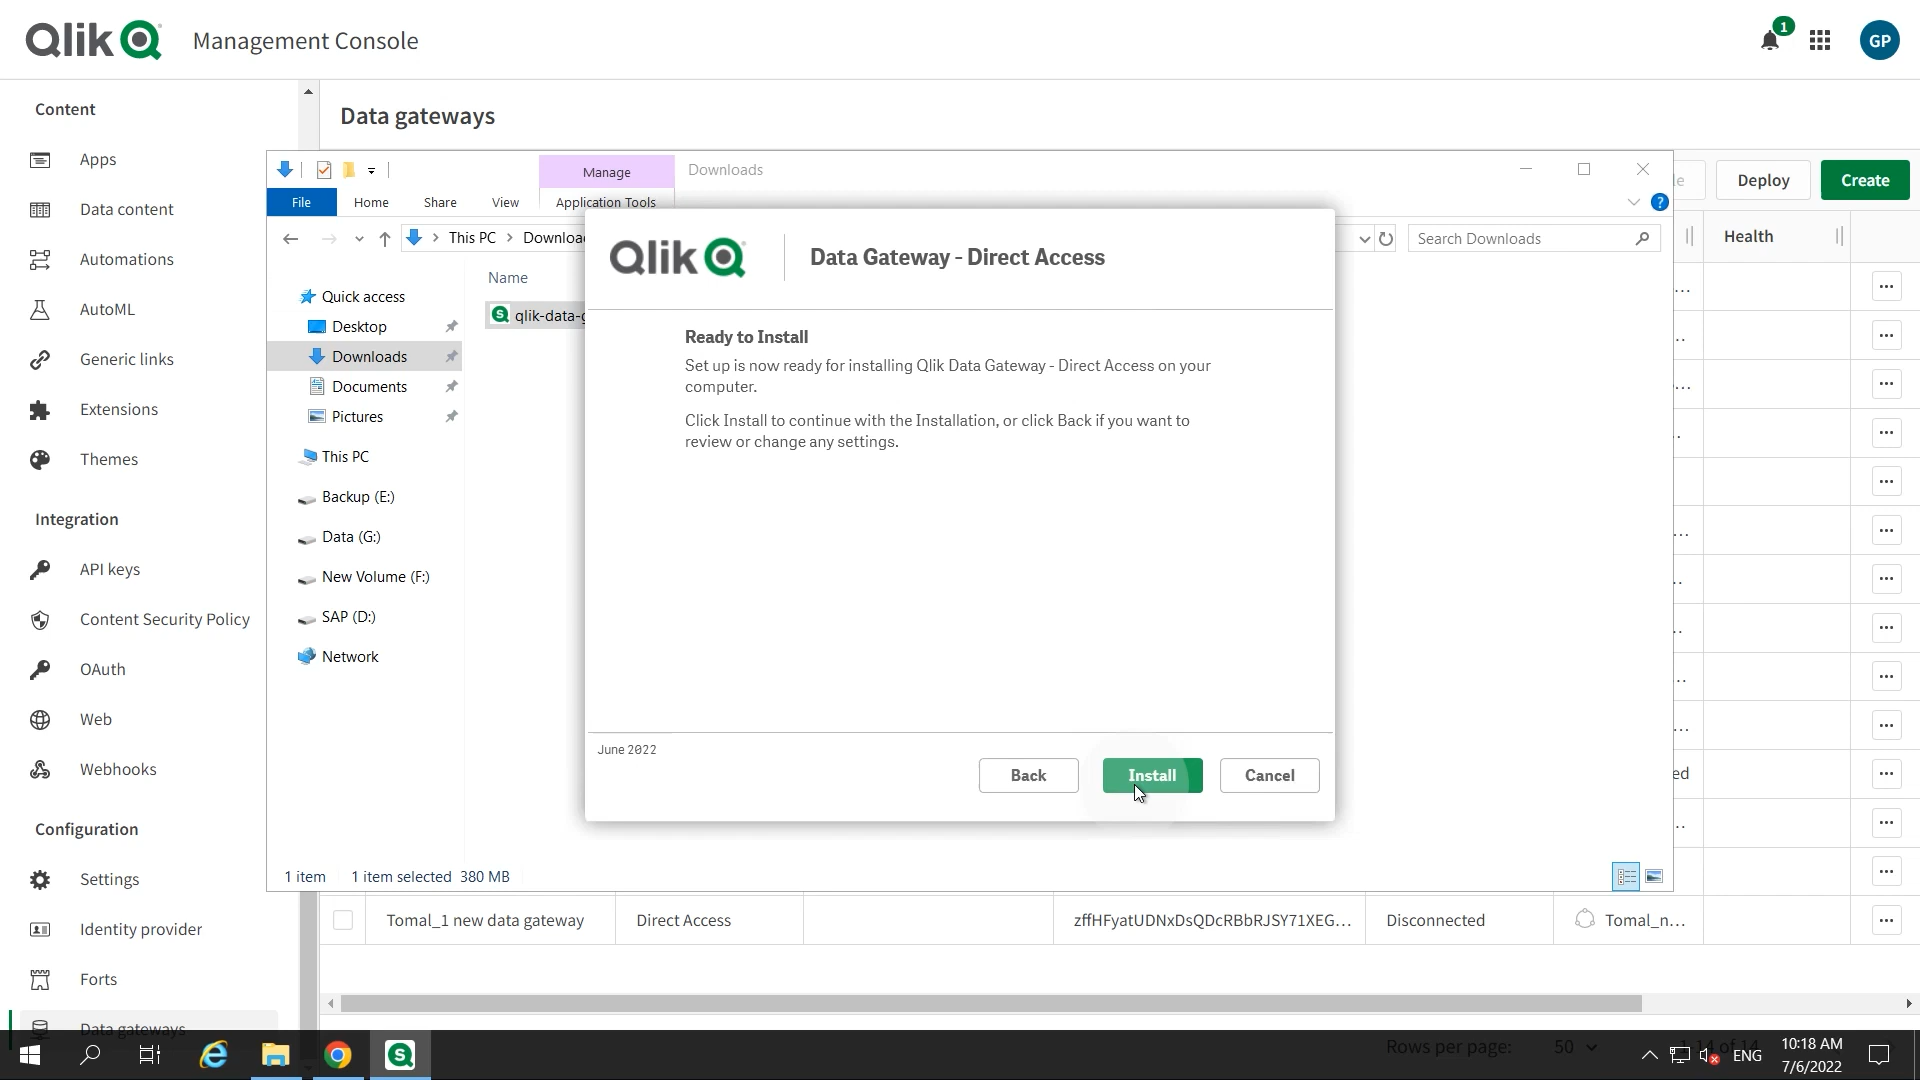 Qlik
Management Console
1
GP
Content
Apps
Data content
Automations
AutoML
Generic links
Extensions
Themes
Integration
API keys
Content Security Policy
OAuth
Web
Webhooks
Configuration
Settings
Identity provider
Forts
Data gateways
Data gateways
Deploy
Create
Health
Manage
Downloads
File
Home
Share
View
Application Tools
?
This PC
Search Downloads
Name
Quick access
Desktop
Downloads
Documents
Pictures
This PC
Backup (E:)
Data (G:)
New Volume (F:)
SAP (D:)
Network
1 item
1 item selected 380 MB
Qlik
Data Gateway - Direct Access
Ready to Install
Set up is now ready for installing Qlik Data Gateway - Direct Access on your
computer.
Click Install to continue with the Installation, or click Back if you want to
review or change any settings.
June 2022
Back
Install
Cancel
Tomal_1 new data gateway
Direct Access
zffHFyatUDNxDsQDcRBbRJSY71XEG...
Disconnected
Tomal_n...
Rows per page:
50
1-14 of 14
ENG
10:18 AM
7/6/2022